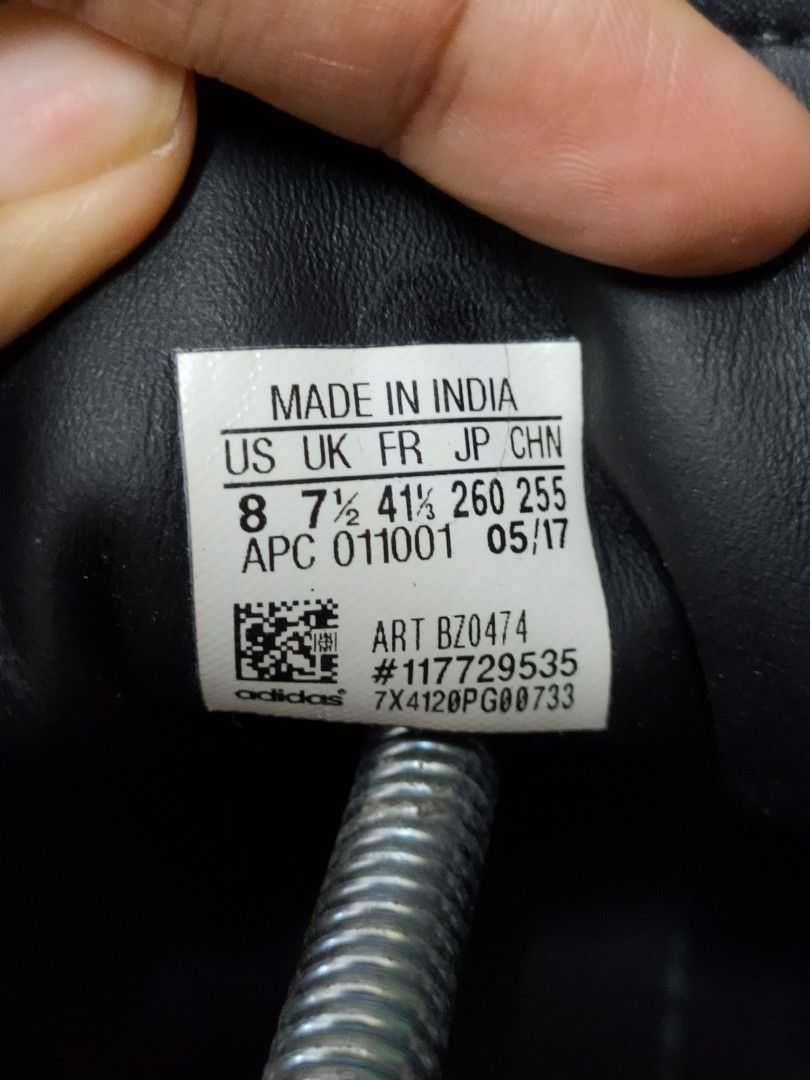 MADE IN INDIA
US UK FR JP CHN
8 7½ 41⅓ 260 255
APC 011001 05/17
ART BZ0474
#117729535
adidas® 7X4120PG00733